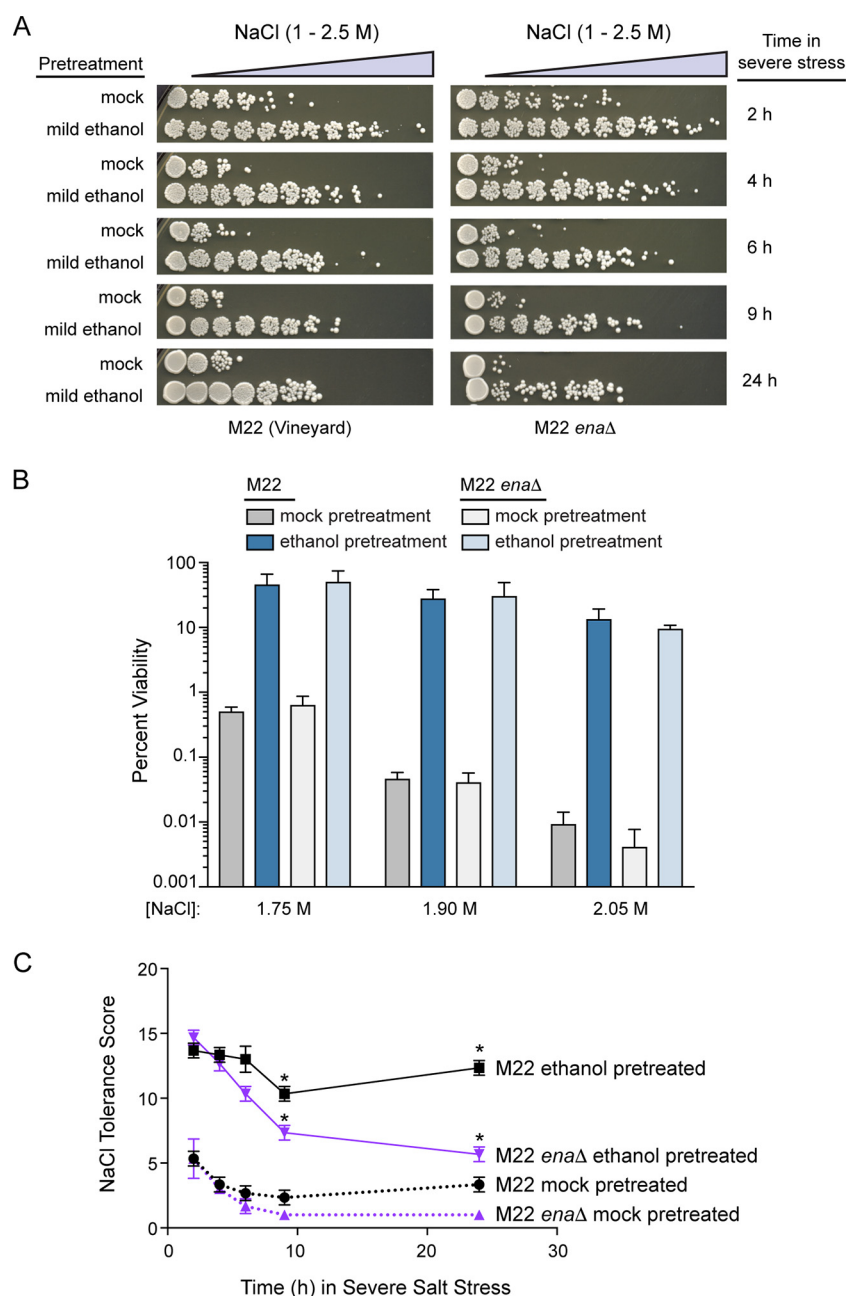 A
NaCl (1 - 2.5 M)
NaCl (1 - 2.5 M)
Time in
severe stress
Pretreatment
mock
mild ethanol
2 h
mock
mild ethanol
4 h
mock
mild ethanol
6 h
mock
mild ethanol
9 h
mock
mild ethanol
24 h
M22 (Vineyard)
M22 enaΔ
B
M22
M22 enaΔ
mock pretreatment
mock pretreatment
ethanol pretreatment
ethanol pretreatment
Percent Viability
100
10
1
0.1
0.01
0.001
[NaCl]:
1.75 M
1.90 M
2.05 M
C
NaCl Tolerance Score
20
15
10
5
0
*
*
*
*
M22 ethanol pretreated
M22 enaΔ ethanol pretreated
M22 mock pretreated
M22 enaΔ mock pretreated
0
10
20
30
Time (h) in Severe Salt Stress